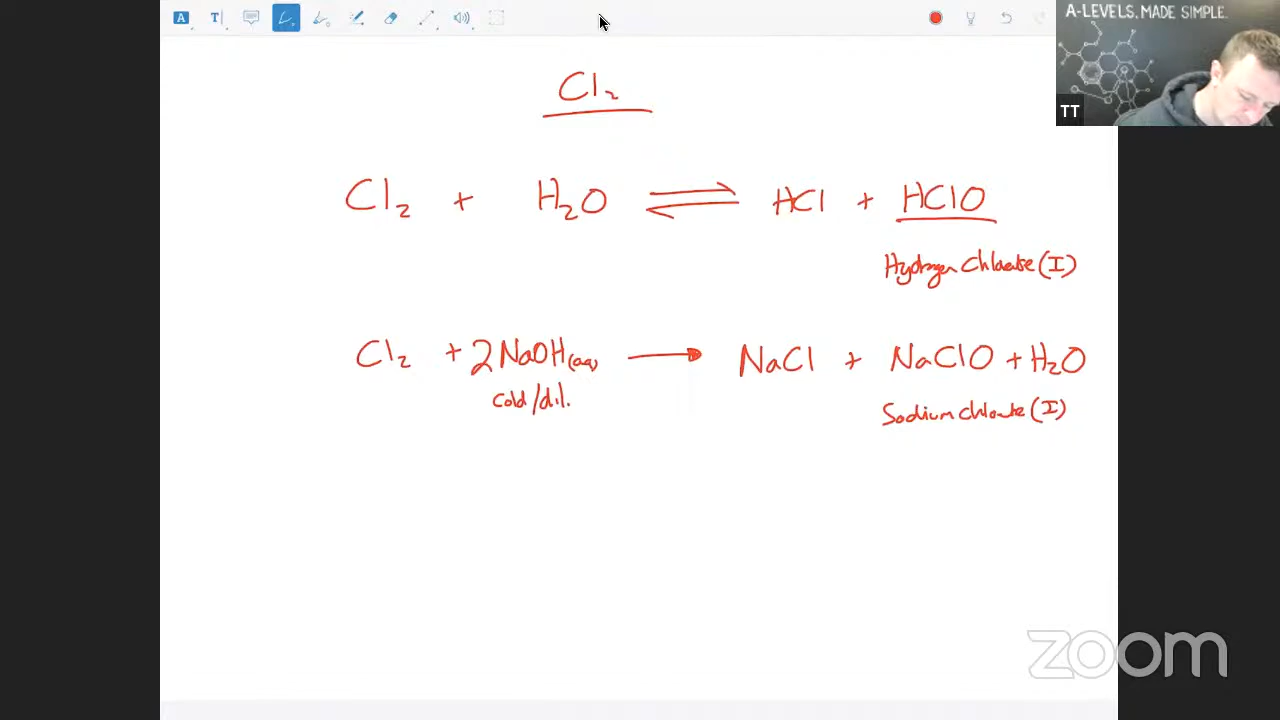 A-LEVELS. MADE SIMPLE.
TT
Cl₂
Cl₂ + H₂O ⇌ HCl + HClO
Hydrogen Chlorate (I)
Cl₂ + 2NaOH(aq) → NaCl + NaClO + H₂O
cold/dil.
Sodium chlorate (I)
zoom